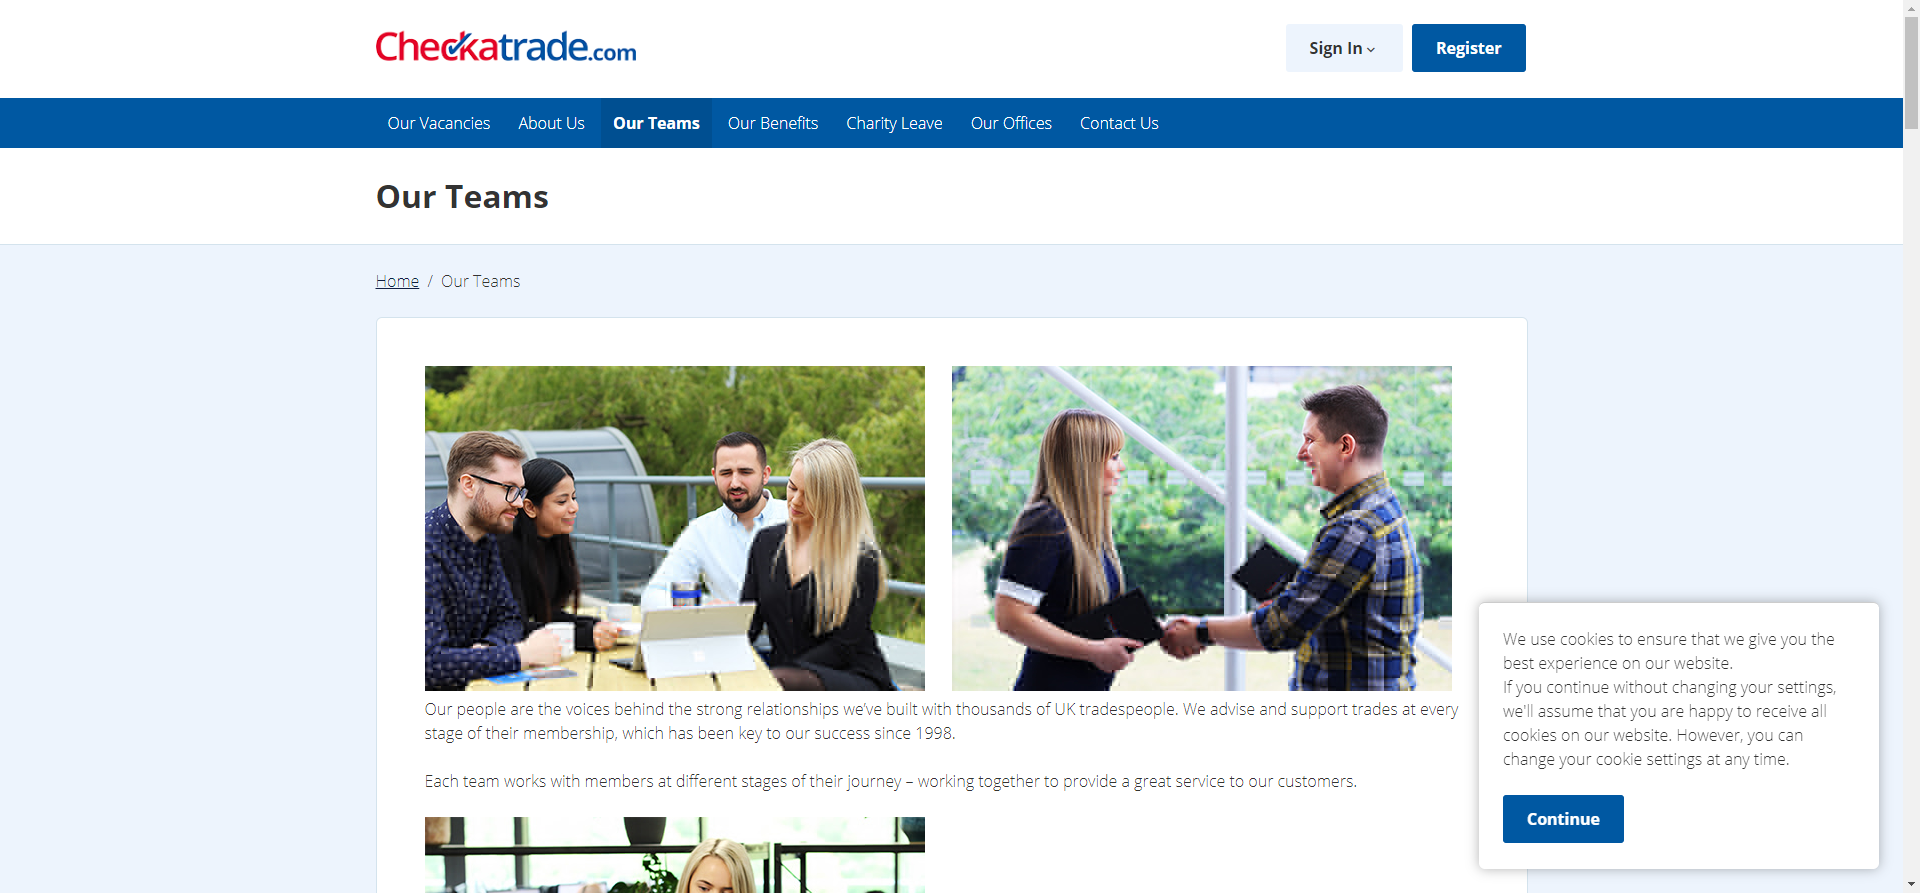 Checkatrade.com
Sign In
Register
Our Vacancies
About Us
Our Teams
Our Benefits
Charity Leave
Our Offices
Contact Us
Our Teams
Home / Our Teams
Our people are the voices behind the strong relationships we’ve built with thousands of UK tradespeople. We advise and support trades at every
stage of their membership, which has been key to our success since 1998.
Each team works with members at different stages of their journey – working together to provide a great service to our customers.
We use cookies to ensure that we give you the
best experience on our website.
If you continue without changing your settings,
we'll assume that you are happy to receive all
cookies on our website. However, you can
change your cookie settings at any time.
Continue